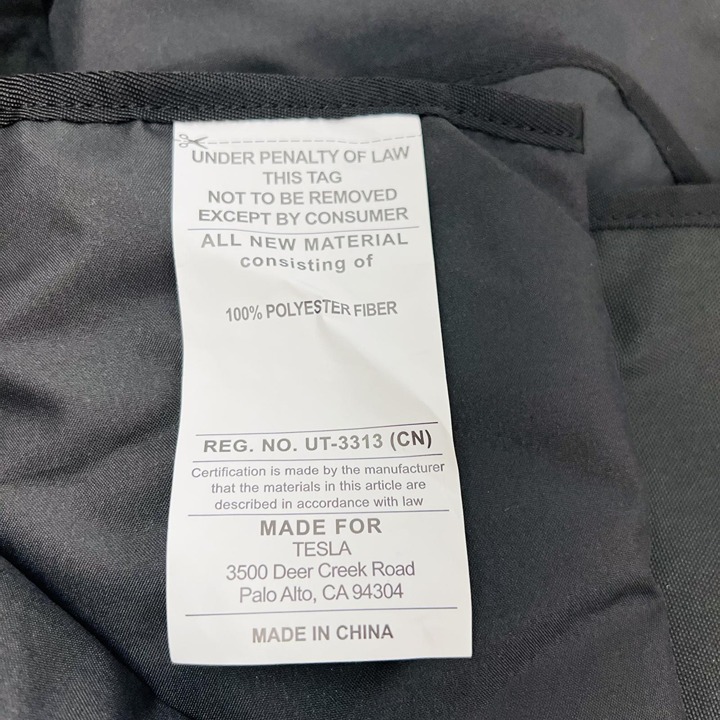 UNDER PENALTY OF LAW
THIS TAG
NOT TO BE REMOVED
EXCEPT BY CONSUMER
ALL NEW MATERIAL
consisting of
100% POLYESTER FIBER
REG. NO. UT-3313 (CN)
Certification is made by the manufacturer
that the materials in this article are
described in accordance with law
MADE FOR
TESLA
3500 Deer Creek Road
Palo Alto, CA 94304
MADE IN CHINA